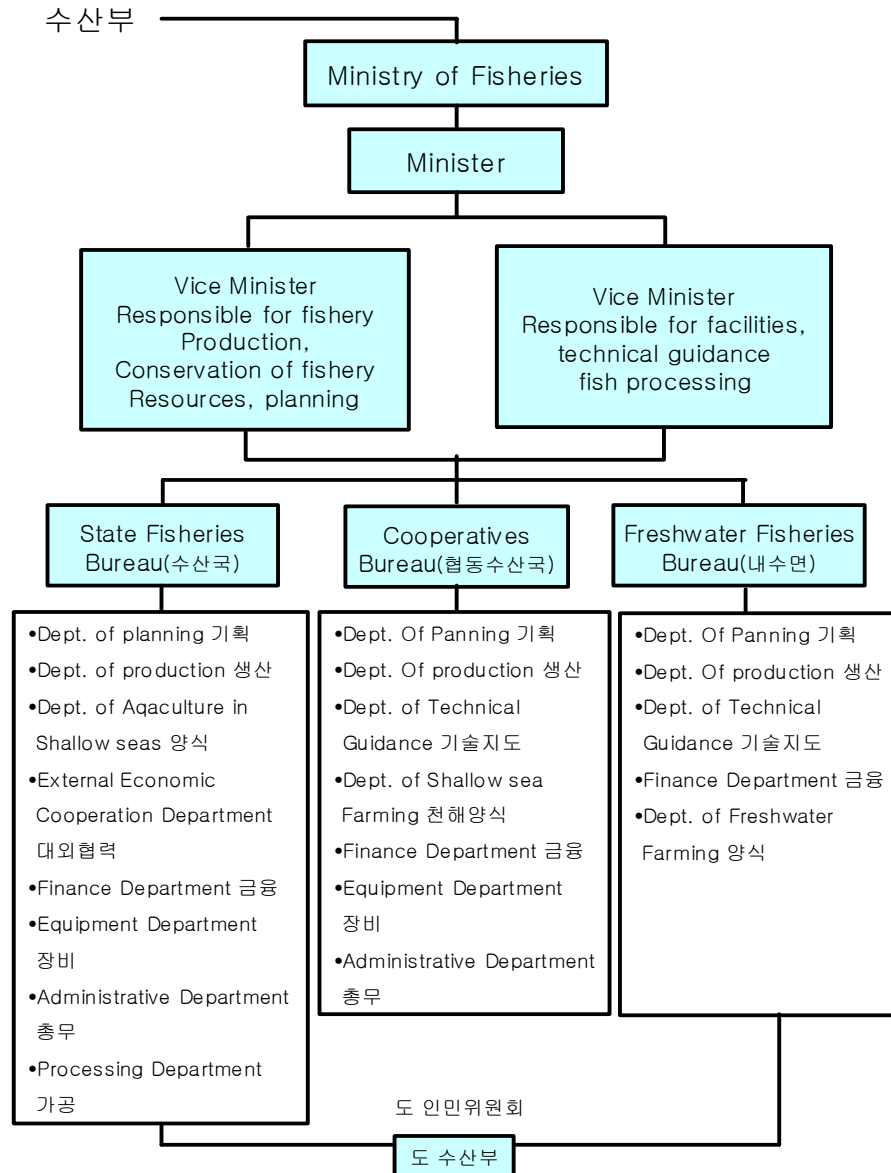 수산부
Ministry of Fisheries
Minister
Vice Minister
Responsible for fishery
Production,
Conservation of fishery
Resources, planning
Vice Minister
Responsible for facilities,
technical guidance
fish processing
State Fisheries
Bureau(수산국)
•Dept. of planning 기획
•Dept. of production 생산
•Dept. of Aqaculture in
Shallow seas 양식
•External Economic
Cooperation Department
대외협력
•Finance Department 금융
•Equipment Department
장비
•Administrative Department
총무
•Processing Department
가공
Cooperatives
Bureau(협동수산국)
•Dept. Of Panning 기획
•Dept. Of production 생산
•Dept. of Technical
Guidance 기술지도
•Dept. of Shallow sea
Farming 천해양식
•Finance Department 금융
•Equipment Department
장비
•Administrative Department
총무
Freshwater Fisheries
Bureau(내수면)
•Dept. Of Panning 기획
•Dept. Of production 생산
•Dept. of Technical
Guidance 기술지도
•Finance Department 금융
•Dept. of Freshwater
Farming 양식
도 인민위원회
도 수산부